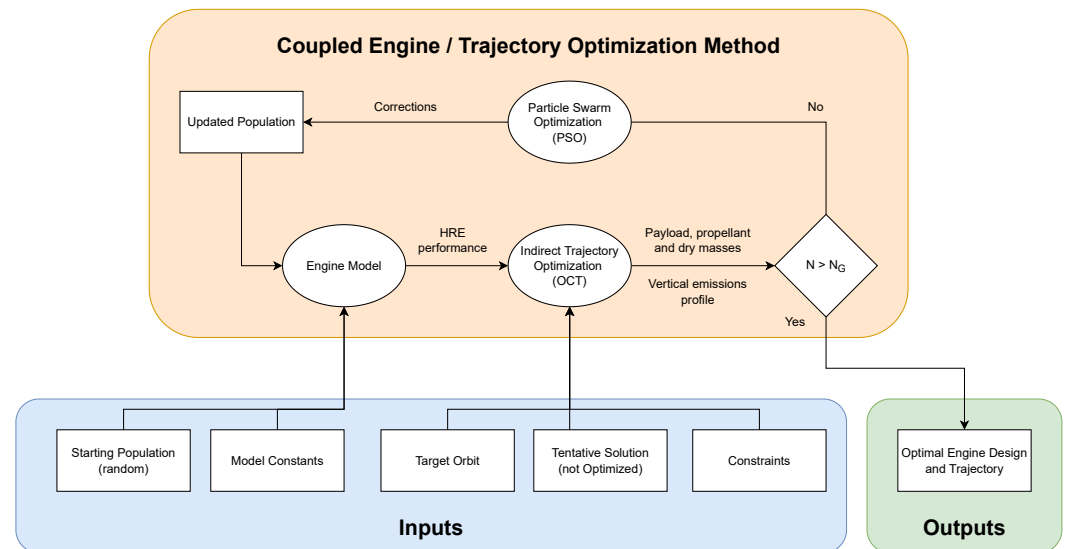 Coupled Engine / Trajectory Optimization Method
Updated Population
Corrections
Particle Swarm
Optimization
(PSO)
No
Engine Model
HRE
performance
Indirect Trajectory
Optimization
(OCT)
Payload, propellant
and dry masses
Vertical emissions
profile
N > N_G
Yes
Starting Population
(random)
Model Constants
Target Orbit
Tentative Solution
(not Optimized)
Constraints
Optimal Engine Design
and Trajectory
Inputs
Outputs